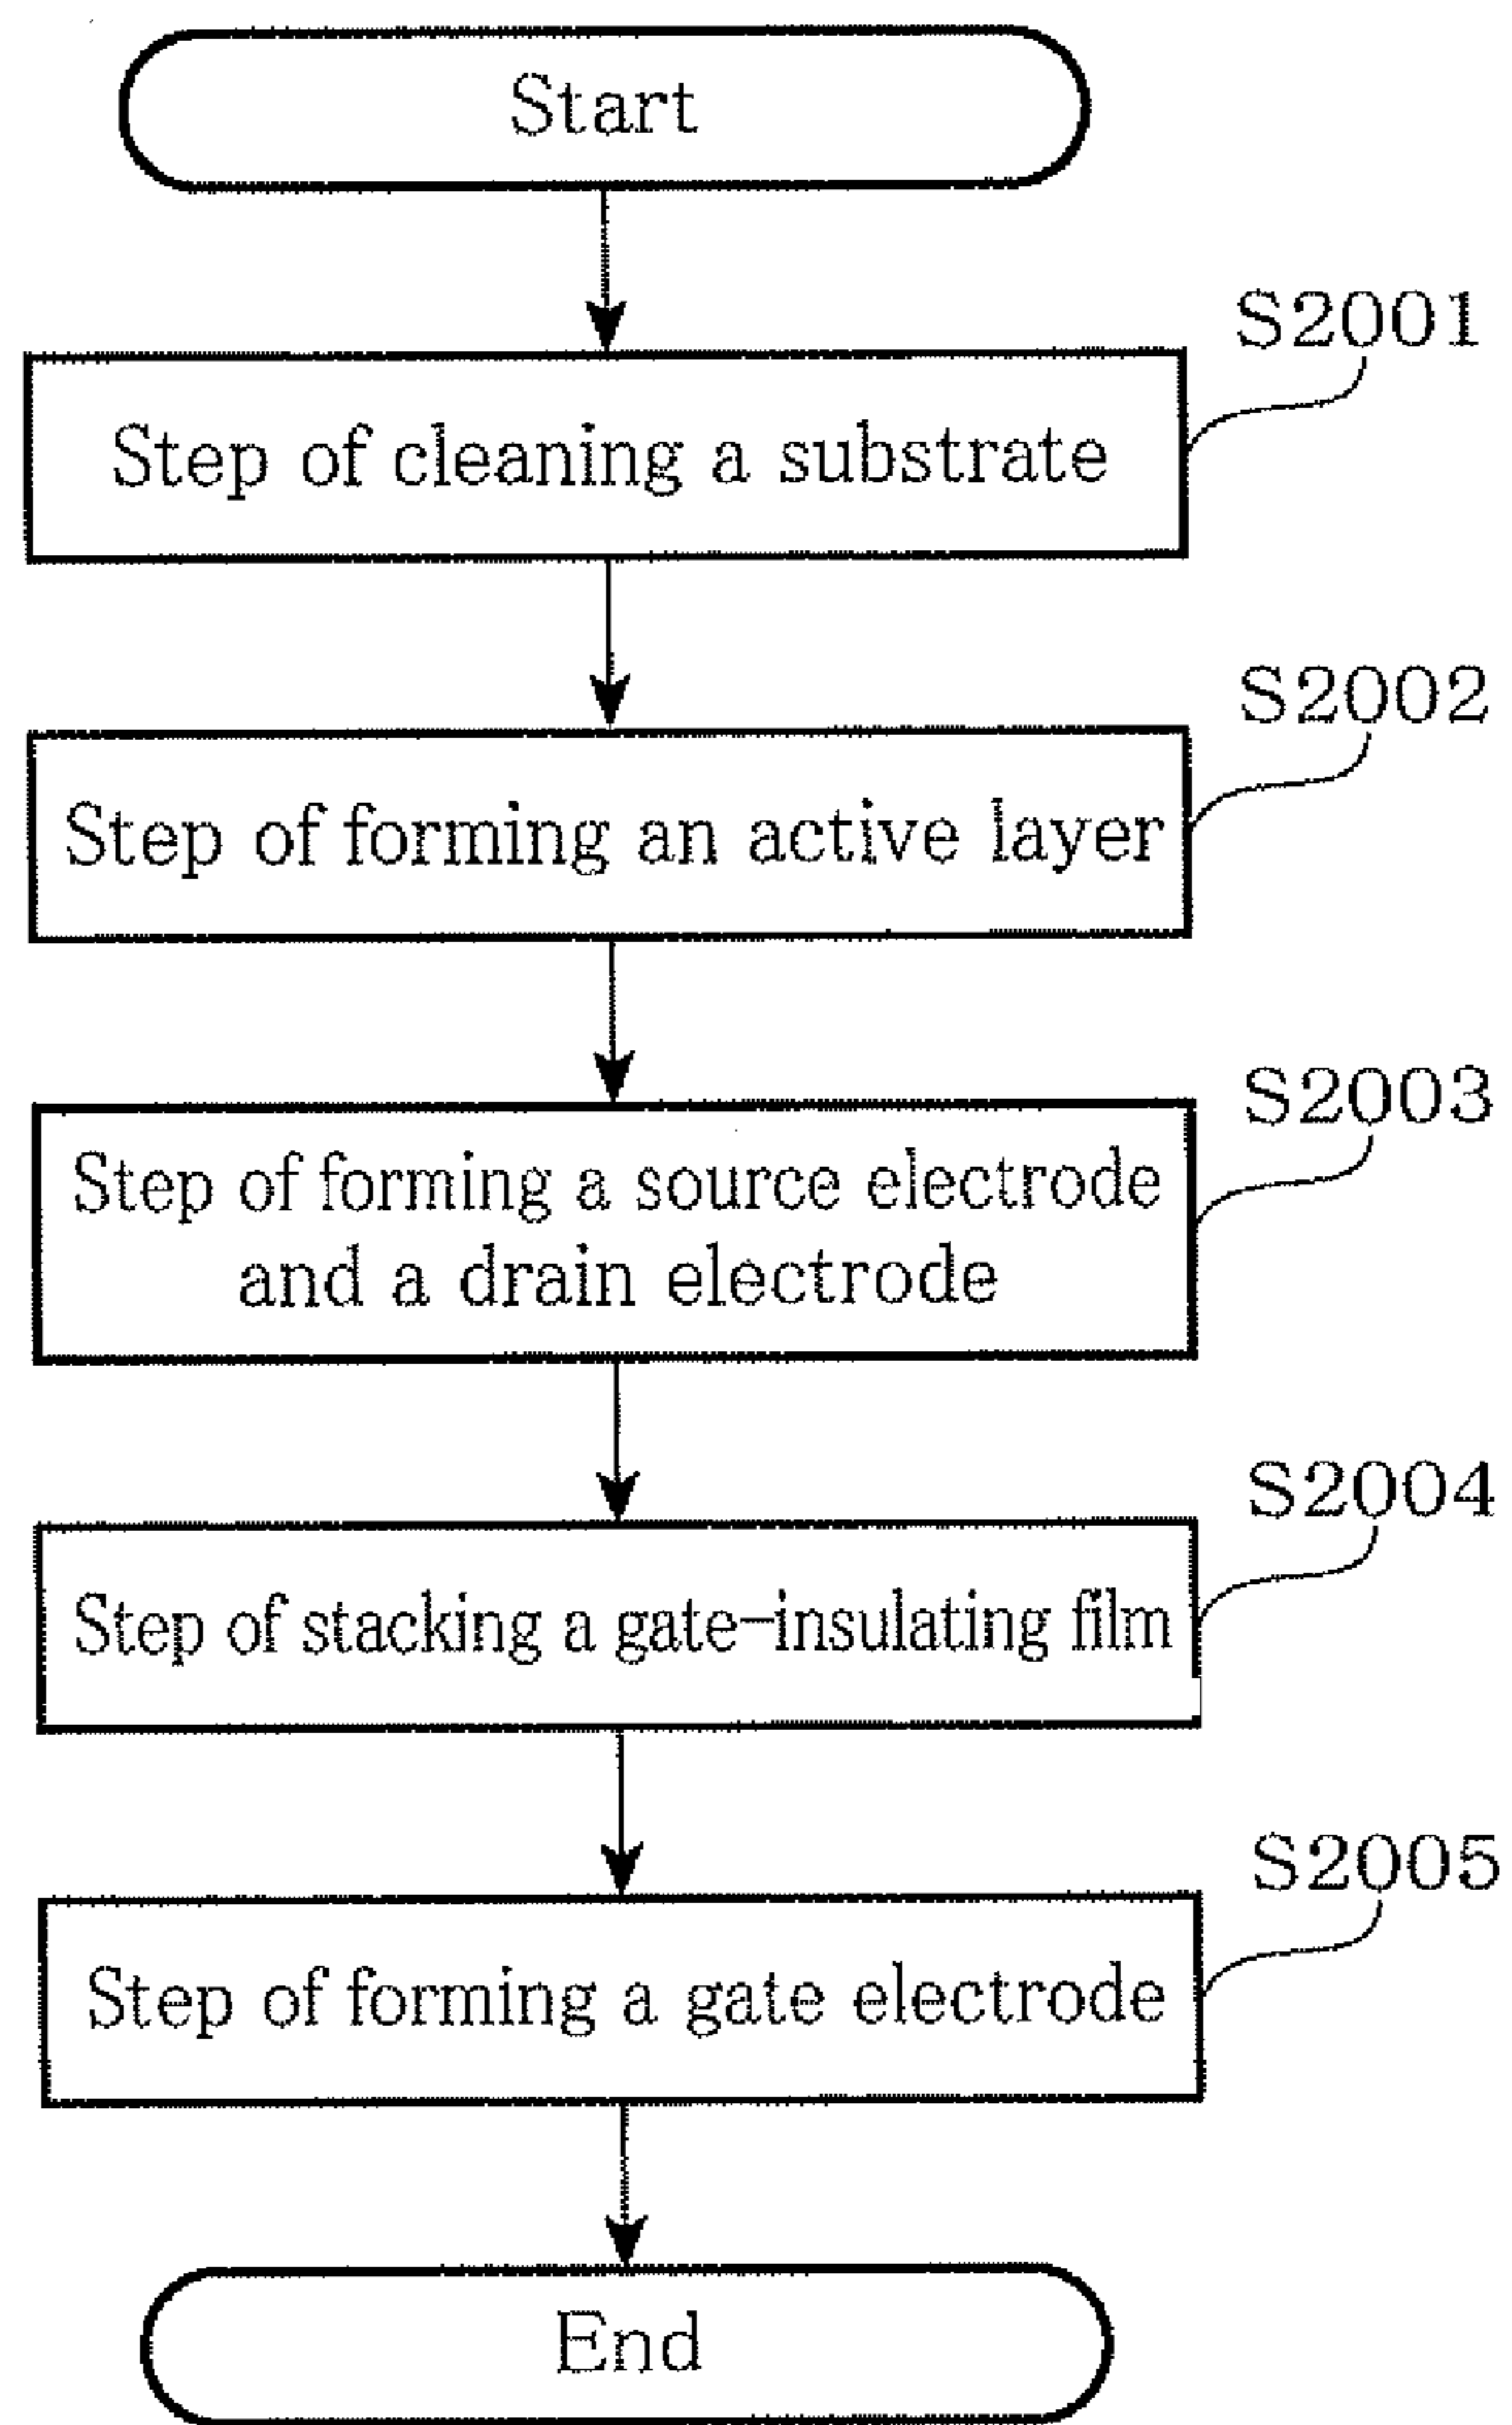 Start
S2001
Step of cleaning a substrate
S2002
Step of forming an active layer
S2003
Step of forming a source electrode
and a drain electrode
S2004
Step of stacking a gate-insulating film
S2005
Step of forming a gate electrode
End